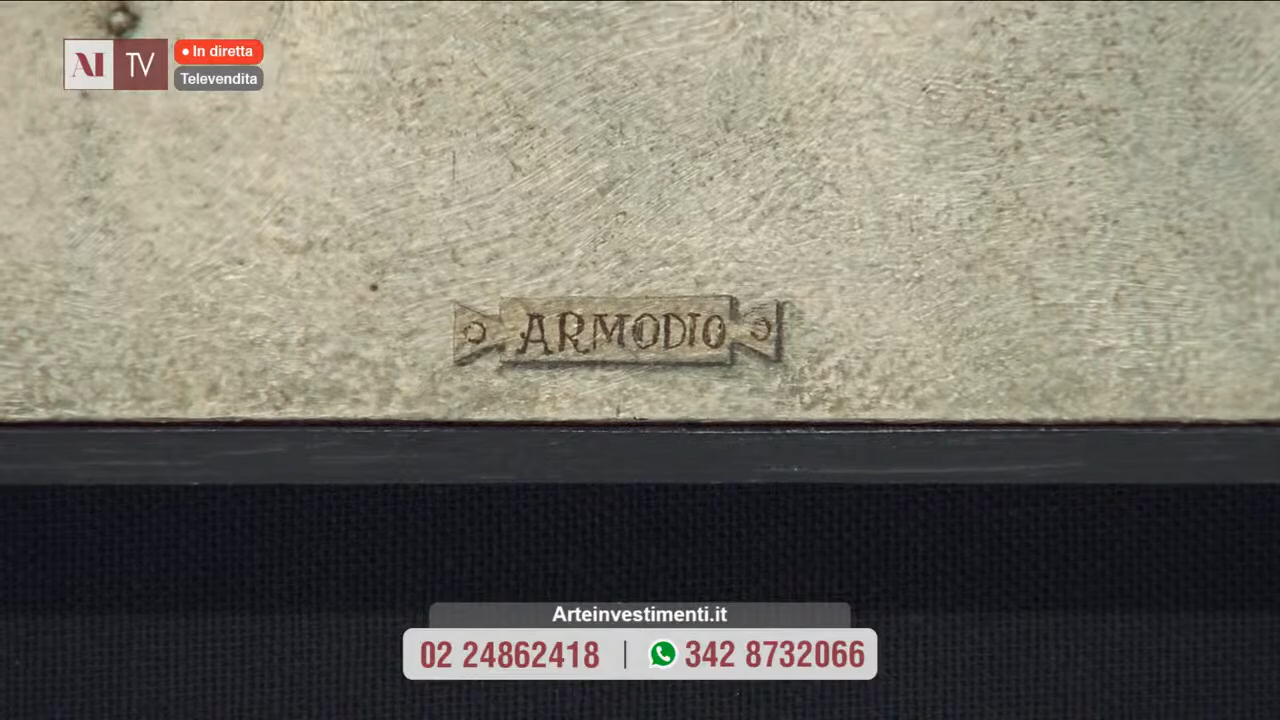 AI TV
In diretta
Televendita
ARMODIO
Arteinvestimenti.it
02 24862418 | 342 8732066